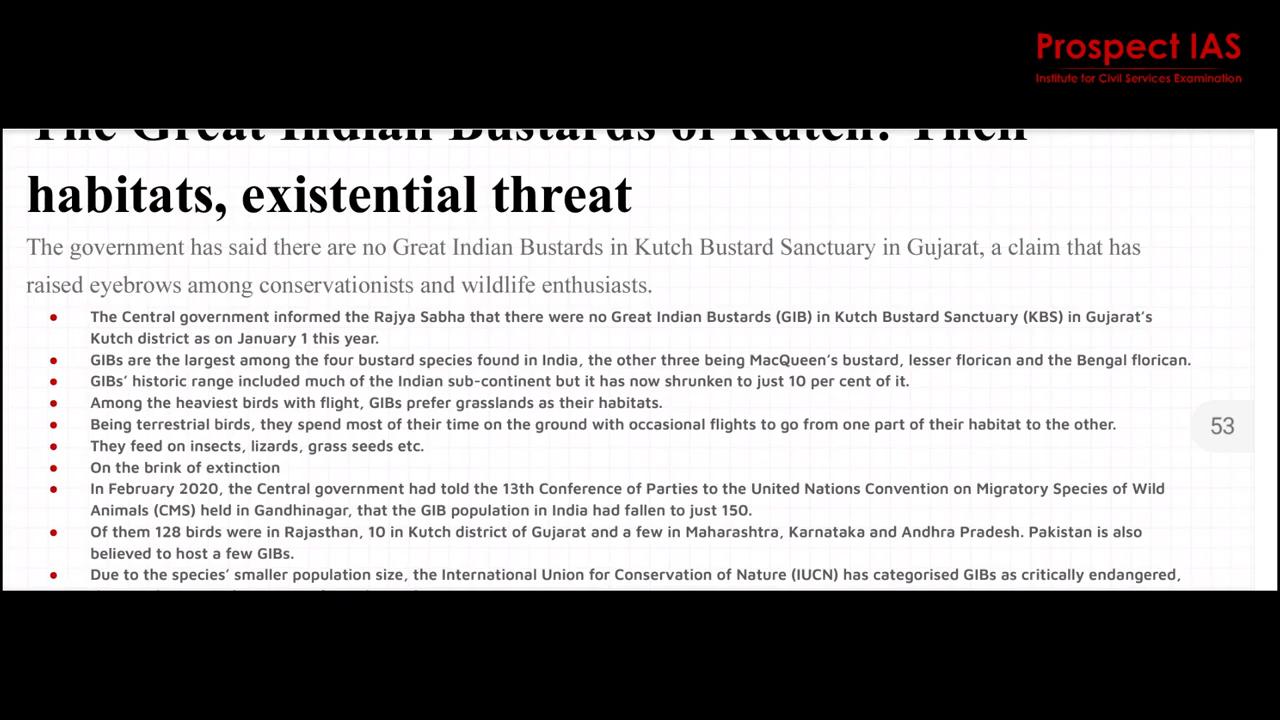 Prospect IAS
Institute for Civil Services Examination
The Great Indian Bustards of Kutch: Their
habitats, existential threat
The government has said there are no Great Indian Bustards in Kutch Bustard Sanctuary in Gujarat, a claim that has
raised eyebrows among conservationists and wildlife enthusiasts.
The Central government informed the Rajya Sabha that there were no Great Indian Bustards (GIB) in Kutch Bustard Sanctuary (KBS) in Gujarat's
Kutch district as on January 1 this year.
GIBs are the largest among the four bustard species found in India, the other three being MacQueen's bustard, lesser florican and the Bengal florican.
GIBs' historic range included much of the Indian sub-continent but it has now shrunken to just 10 per cent of it.
Among the heaviest birds with flight, GIBs prefer grasslands as their habitats.
Being terrestrial birds, they spend most of their time on the ground with occasional flights to go from one part of their habitat to the other.
They feed on insects, lizards, grass seeds etc.
On the brink of extinction
In February 2020, the Central government had told the 13th Conference of Parties to the United Nations Convention on Migratory Species of Wild
Animals (CMS) held in Gandhinagar, that the GIB population in India had fallen to just 150.
Of them 128 birds were in Rajasthan, 10 in Kutch district of Gujarat and a few in Maharashtra, Karnataka and Andhra Pradesh. Pakistan is also
believed to host a few GIBs.
Due to the species' smaller population size, the International Union for Conservation of Nature (IUCN) has categorised GIBs as critically endangered,
53